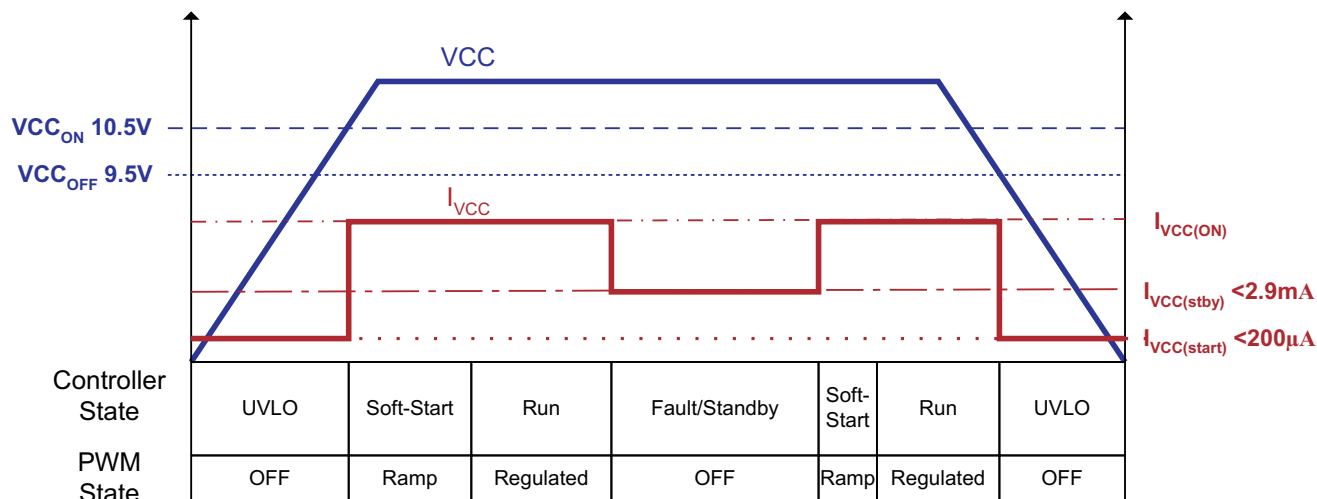 VCC
VCCON 10.5V
VCCOFF 9.5V
IVCC
IVCC(ON)
IVCC(stby) <2.9mA
IVCC(start) <200µA
Controller
State
UVLO
Soft-Start
Run
Fault/Standby
Soft-
Start
Run
UVLO
PWM
State
OFF
Ramp
Regulated
OFF
Ramp
Regulated
OFF